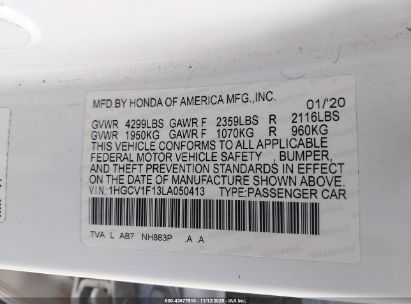 MFD.BY HONDA OF AMERICA MFG.,INC. 01/20
GVWR 4299LBS GAWR F 2359LBS R 2116LBS
GVWR 1950KG GAWR F 1070KG R 960KG
THIS VEHICLE CONFORMS TO ALL APPLICABLE
FEDERAL MOTOR VEHICLE SAFETY , BUMPER,
AND THEFT PREVENTION STANDARDS IN EFFECT
ON THE DATE OF MANUFACTURE SHOWN ABOVE.
V.I.N:1HGCV1F13LA050413 TYPE:PASSENGER CAR
TVA L AB7 NH883P .A .A